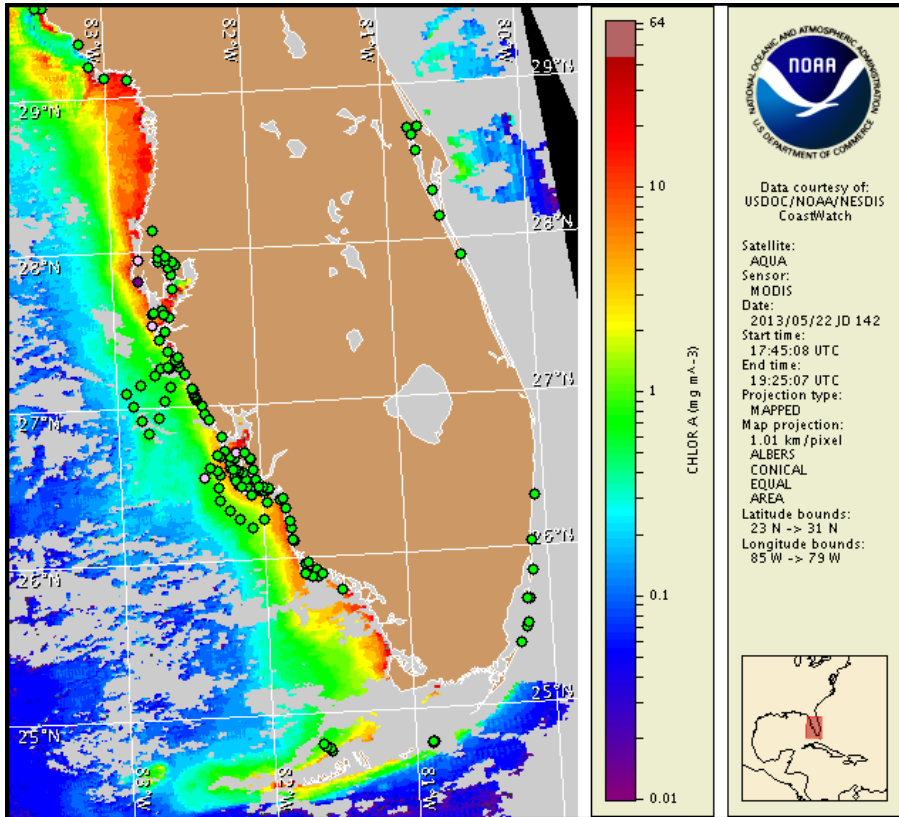 83°W
82°W
81°W
80°W
29°N
29°N
28°N
28°N
27°N
27°N
26°N
26°N
25°N
25°N
83°W
82°W
81°W
64
10
1
0.1
0.01
CHLOR A (mg m^-3)
NATIONAL OCEANIC AND ATMOSPHERIC ADMINISTRATION
NOAA
U.S. DEPARTMENT OF COMMERCE
Data courtesy of:
USDOC/NOAA/NESDIS
CoastWatch
Satellite:
AQUA
Sensor:
MODIS
Date:
2013/05/22 JD 142
Start time:
17:45:08 UTC
End time:
19:25:07 UTC
Projection type:
MAPPED
Map projection:
1.01 km/pixel
ALBERS
CONICAL
EQUAL
AREA
Latitude bounds:
23 N -> 31 N
Longitude bounds:
85 W -> 79 W